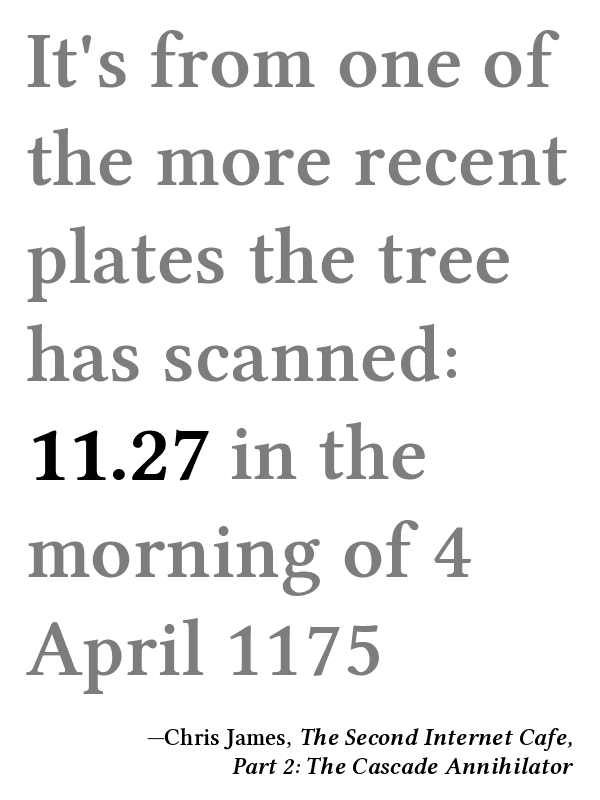 It's from one of
the more recent
plates the tree
has scanned:
11.27 in the
morning of 4
April 1175
—Chris James, The Second Internet Cafe,
Part 2: The Cascade Annihilator